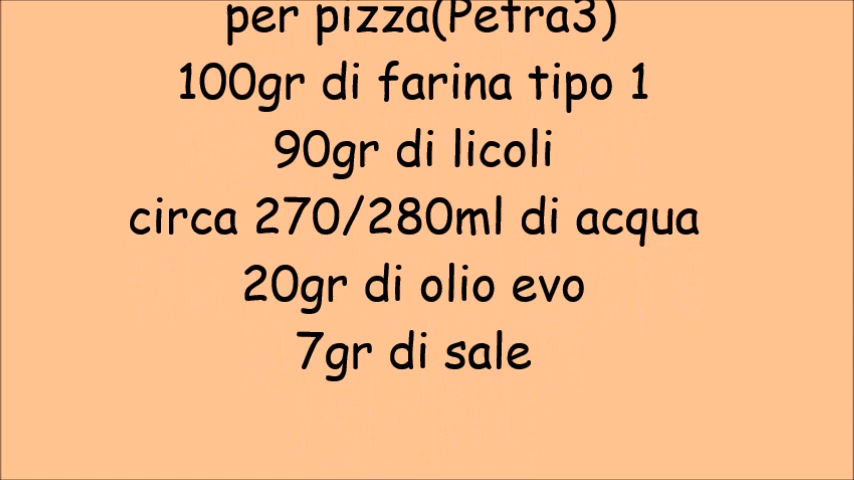 per pizza(Petra3)
100gr di farina tipo 1
90gr di licoli
circa 270/280ml di acqua
20gr di olio evo
7gr di sale